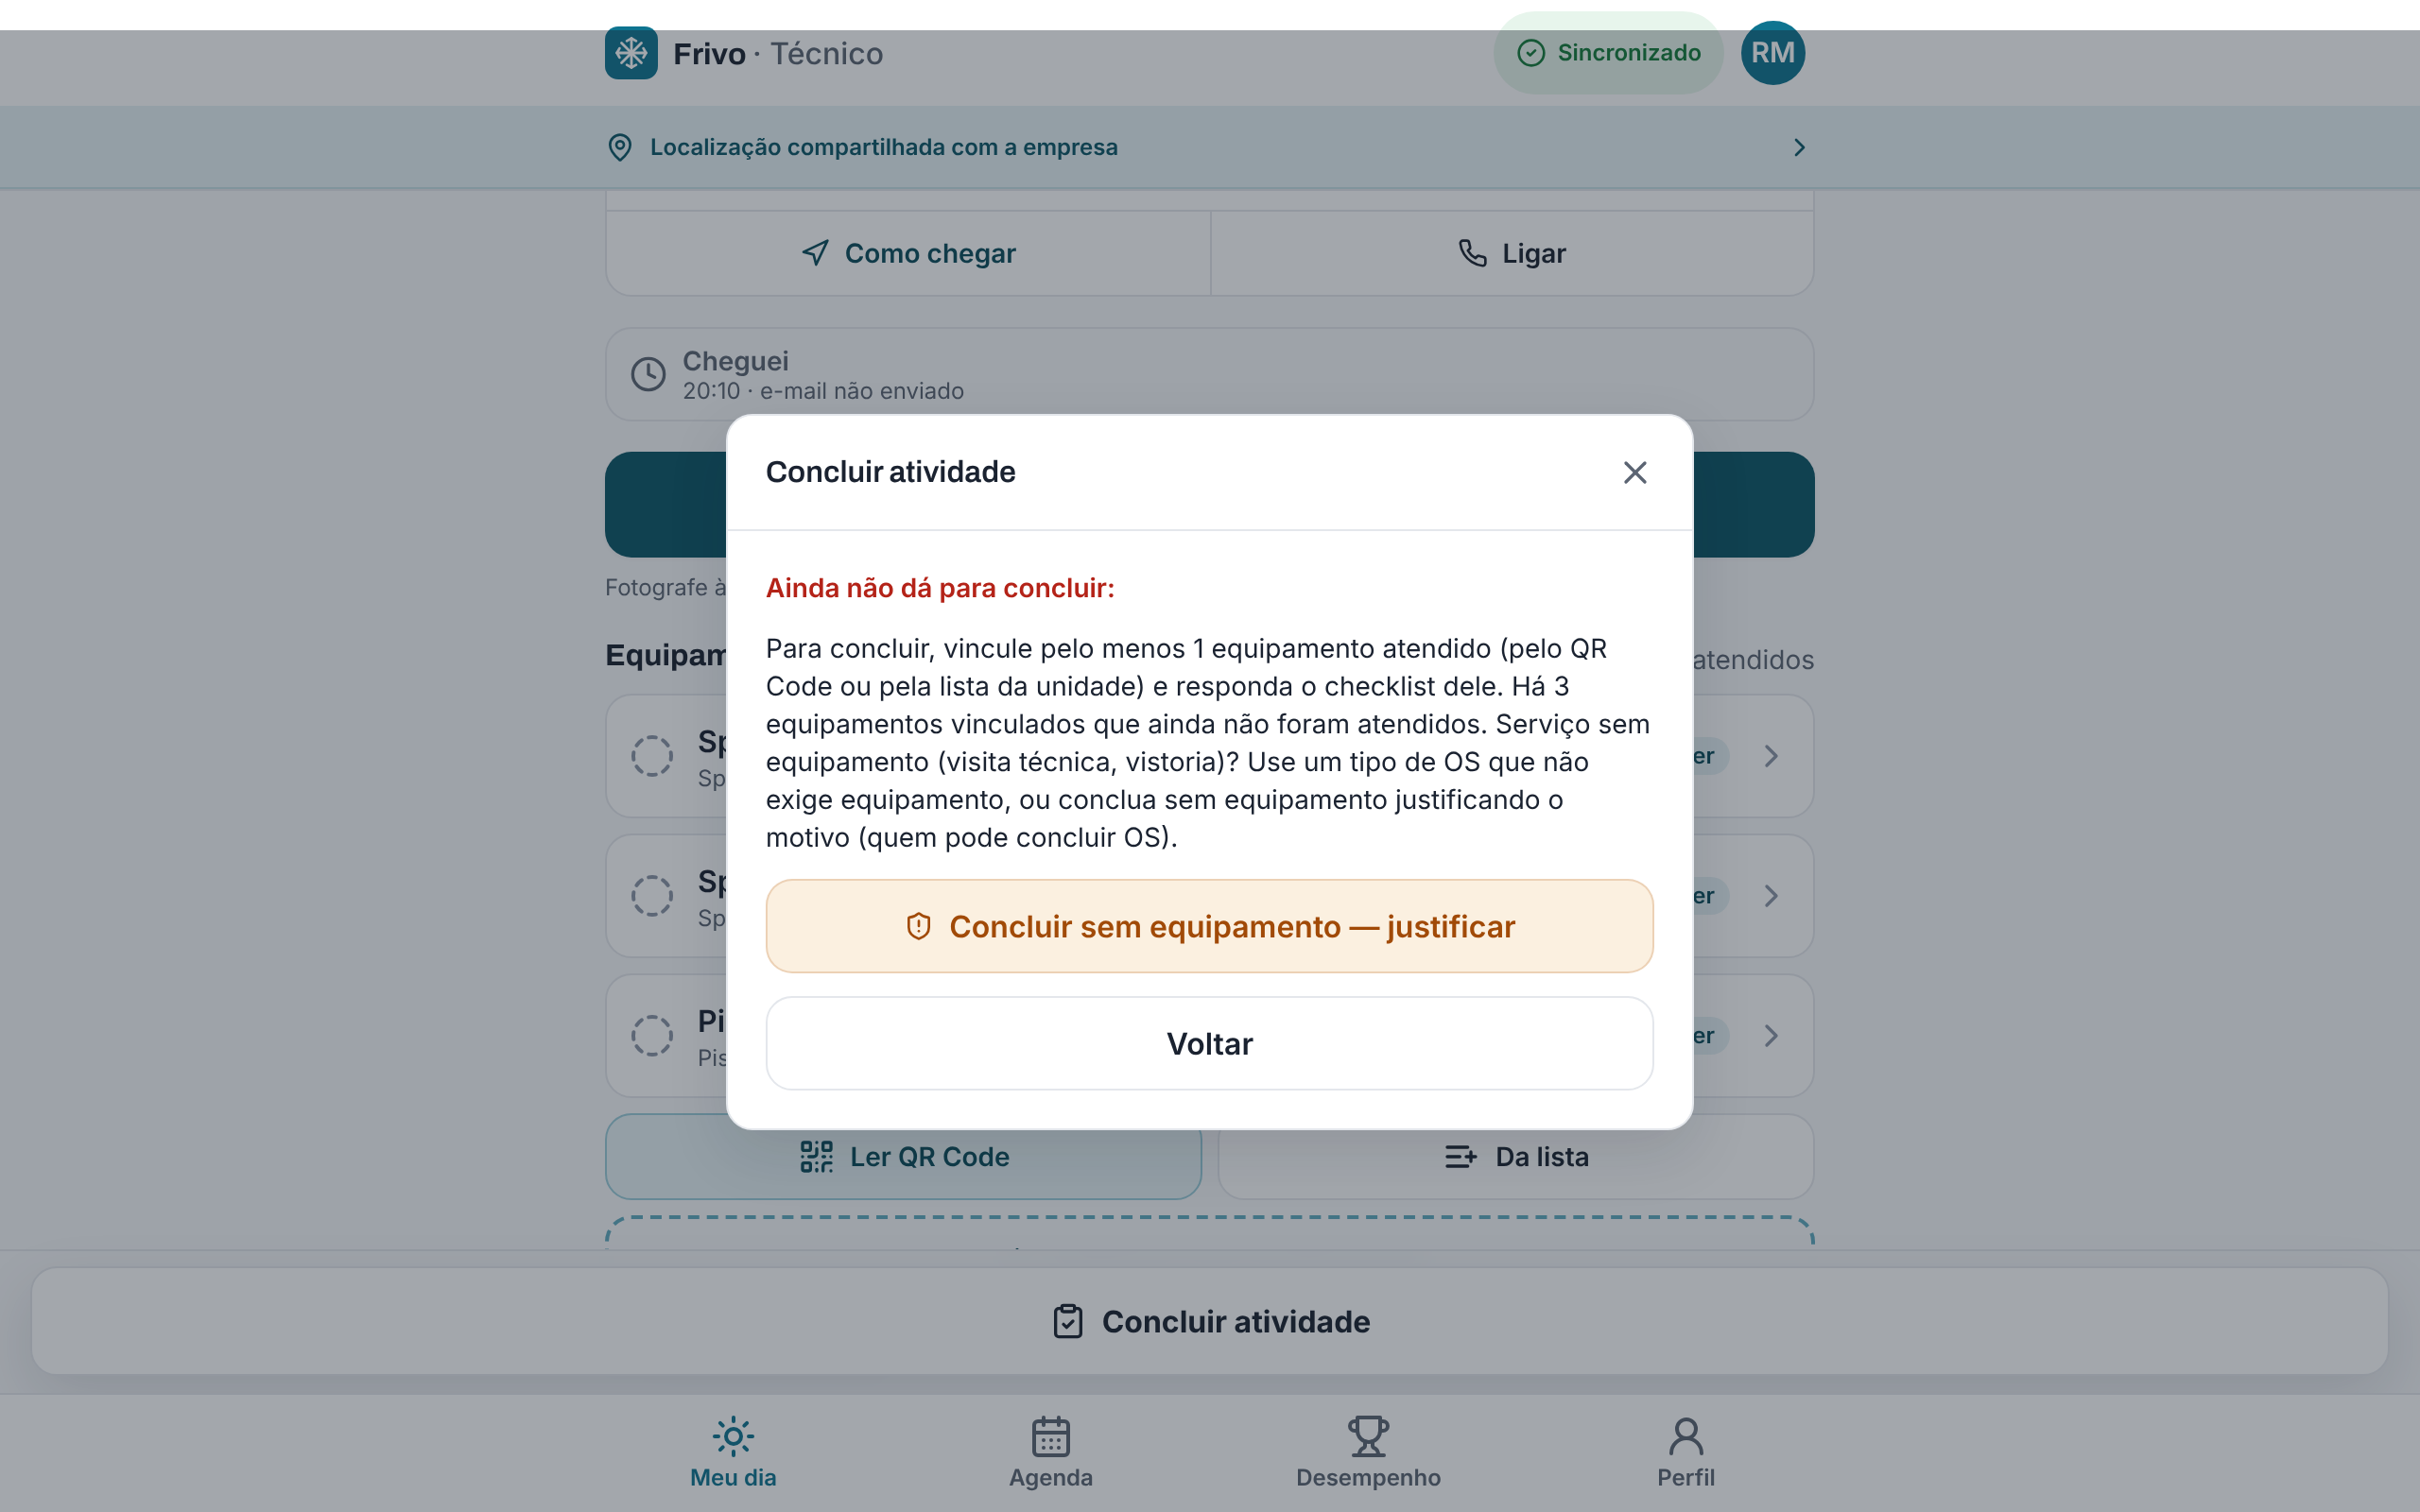 Frivo · Técnico
Sincronizado
RM
Localização compartilhada com a empresa
Como chegar
Ligar
Cheguei
20:10 · e-mail não enviado
Concluir atividade
Ainda não dá para concluir:
Para concluir, vincule pelo menos 1 equipamento atendido (pelo QR
Code ou pela lista da unidade) e responda o checklist dele. Há 3
equipamentos vinculados que ainda não foram atendidos. Serviço sem
equipamento (visita técnica, vistoria)? Use um tipo de OS que não
exige equipamento, ou conclua sem equipamento justificando o
motivo (quem pode concluir OS).
Concluir sem equipamento — justificar
Voltar
Fotografe
atendidos
Ler QR Code
Da lista
Concluir atividade
Meu dia
Agenda
Desempenho
Perfil